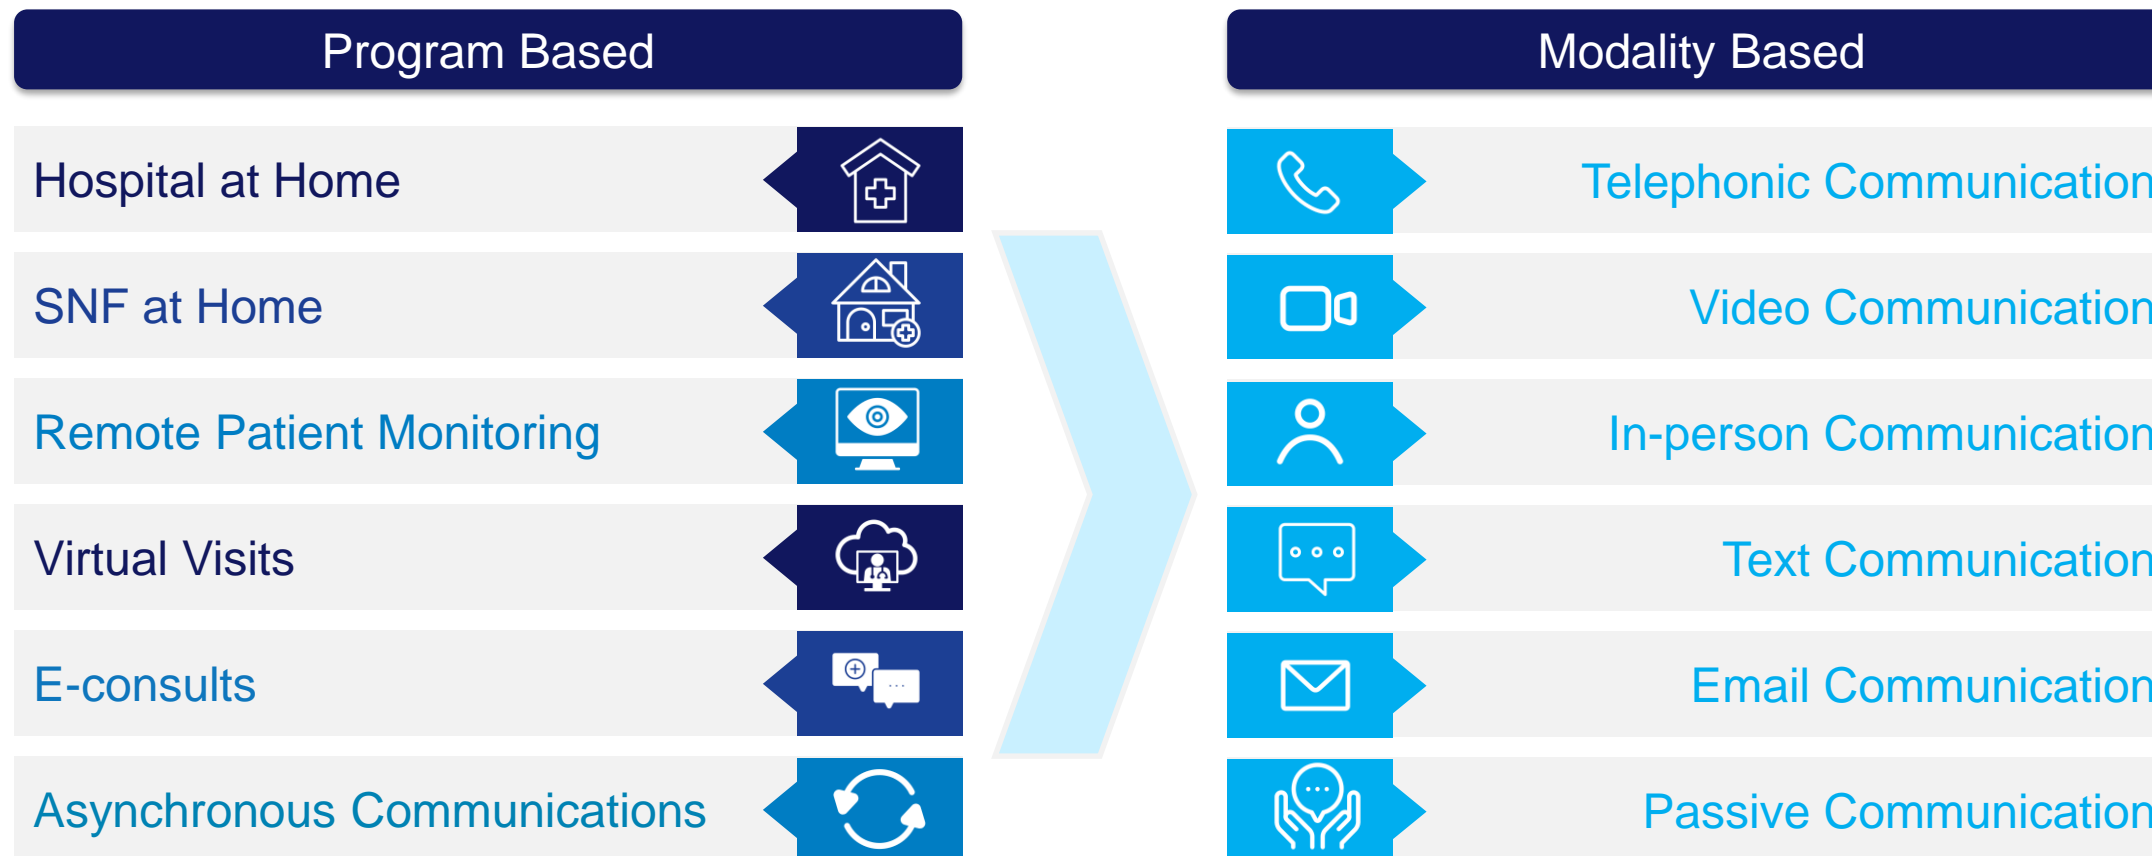 Program Based
Modality Based
Hospital at Home
Telephonic Communication
SNF at Home
Video Communication
Remote Patient Monitoring
In-person Communication
Virtual Visits
Text Communication
E-consults
Email Communication
Asynchronous Communications
Passive Communication